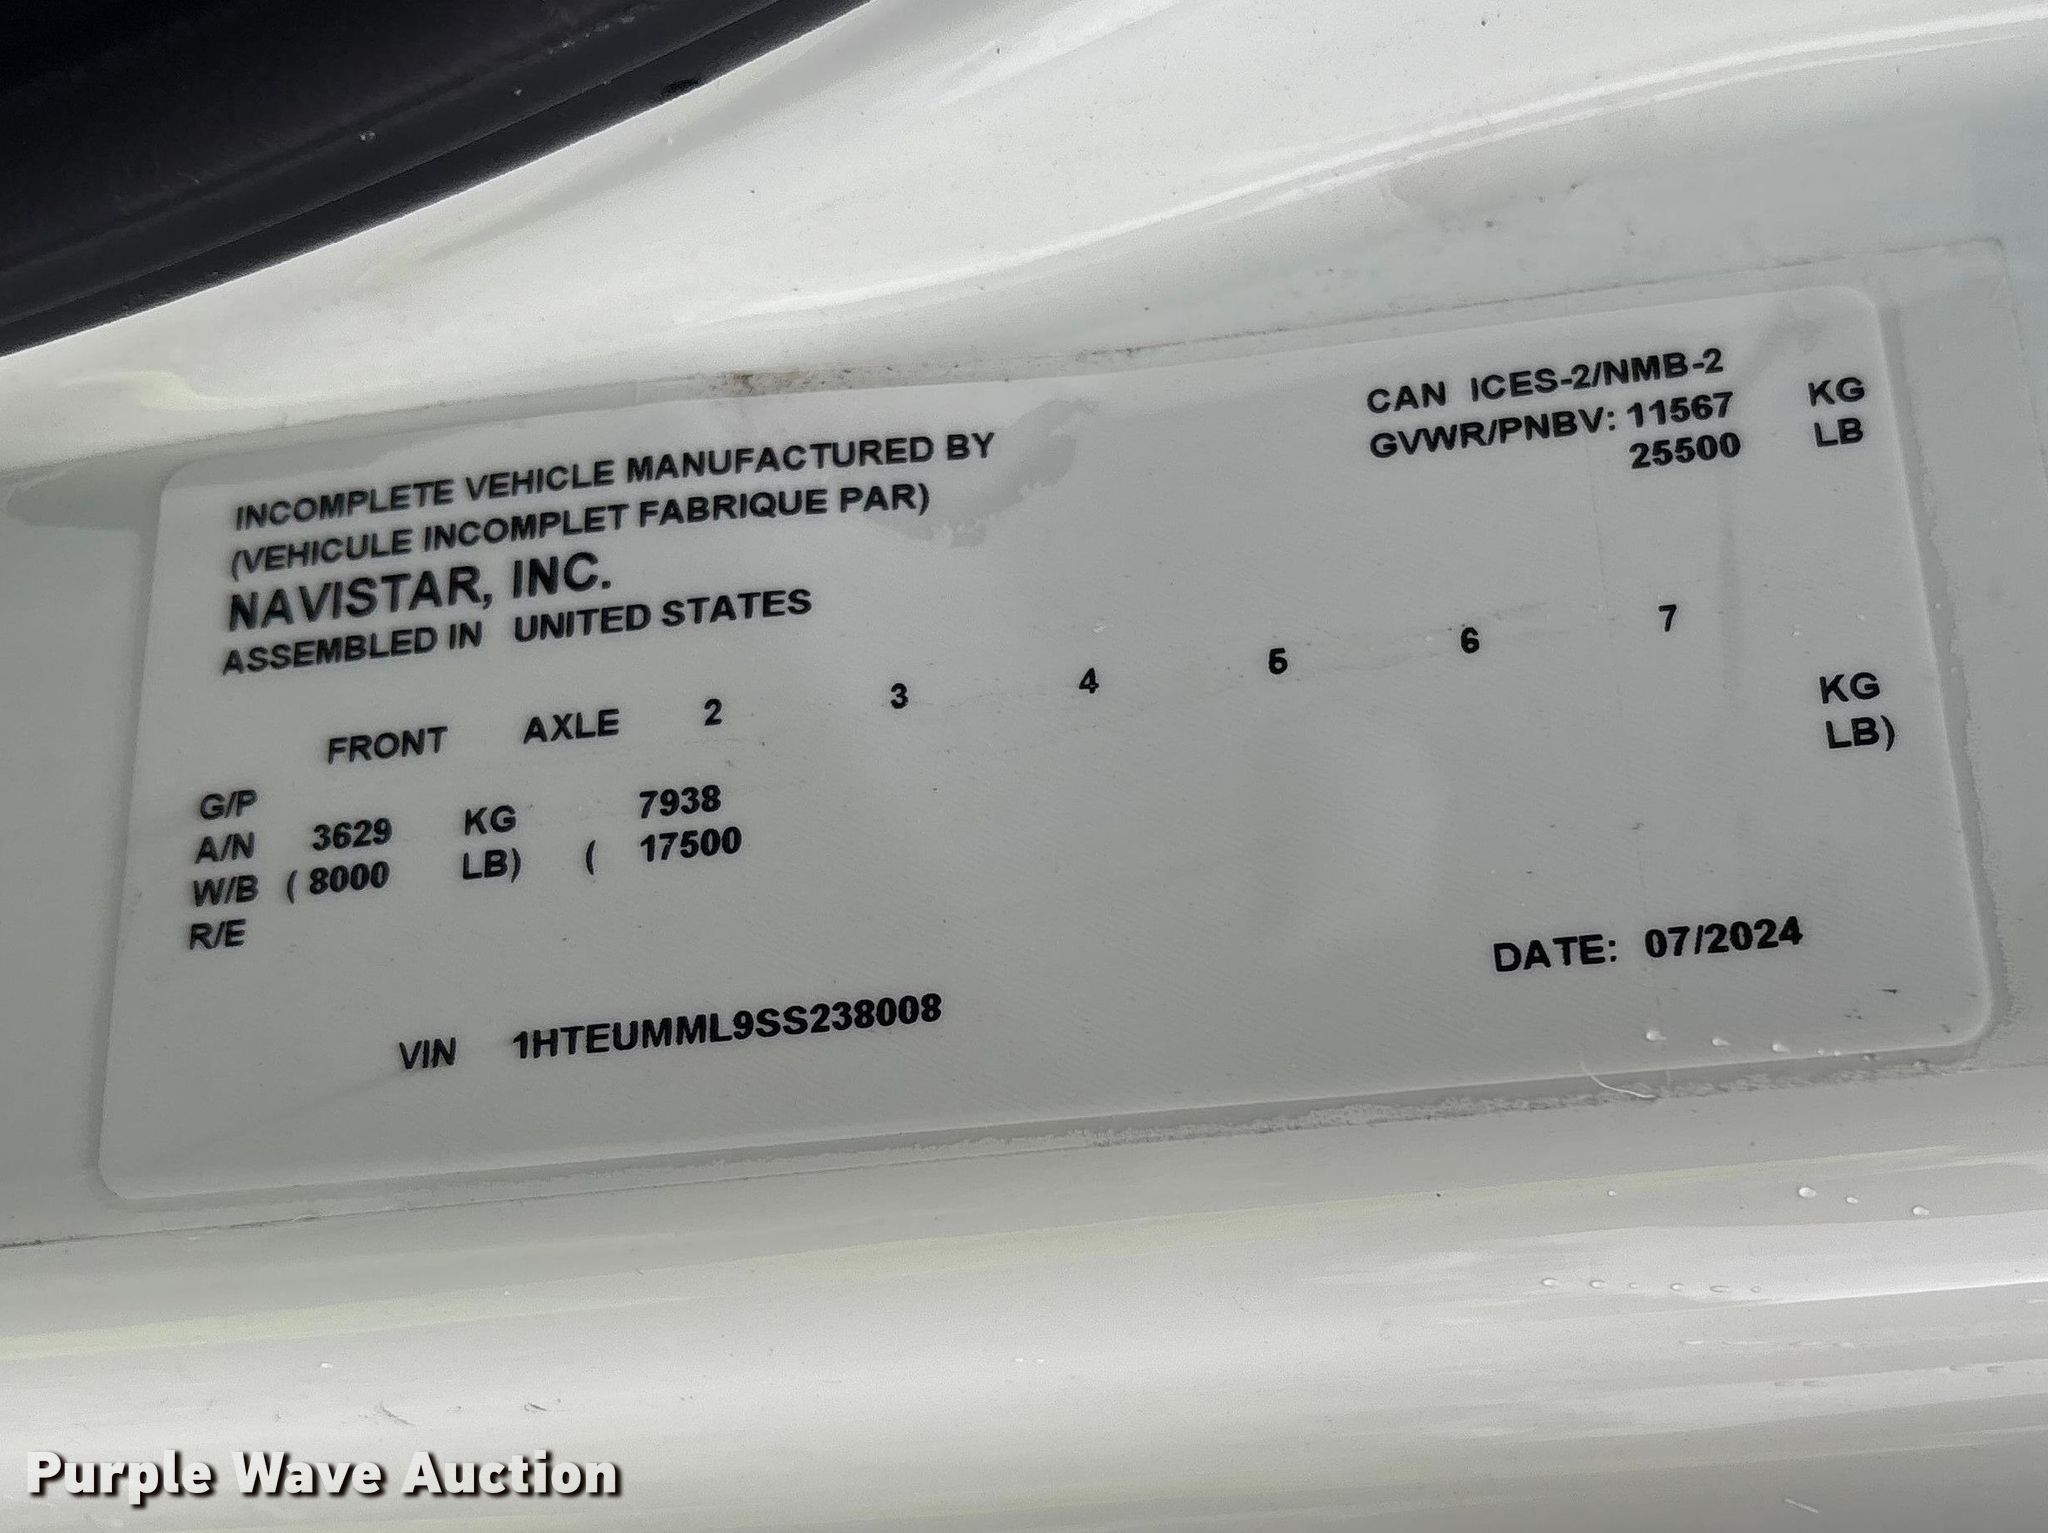 INCOMPLETE VEHICLE MANUFACTURED BY
(VEHICULE INCOMPLET FABRIQUE PAR)
NAVISTAR, INC.
ASSEMBLED IN UNITED STATES
CAN ICES-2/NMB-2
GVWR/PNBV: 11567 KG
25500 LB
FRONT AXLE 2 3 4 5 6 7
G/P
A/N 3629 KG 7938 KG
W/B ( 8000 LB) ( 17500 LB)
R/E
DATE: 07/2024
VIN 1HTEUMML9SS238008
Purple Wave Auction